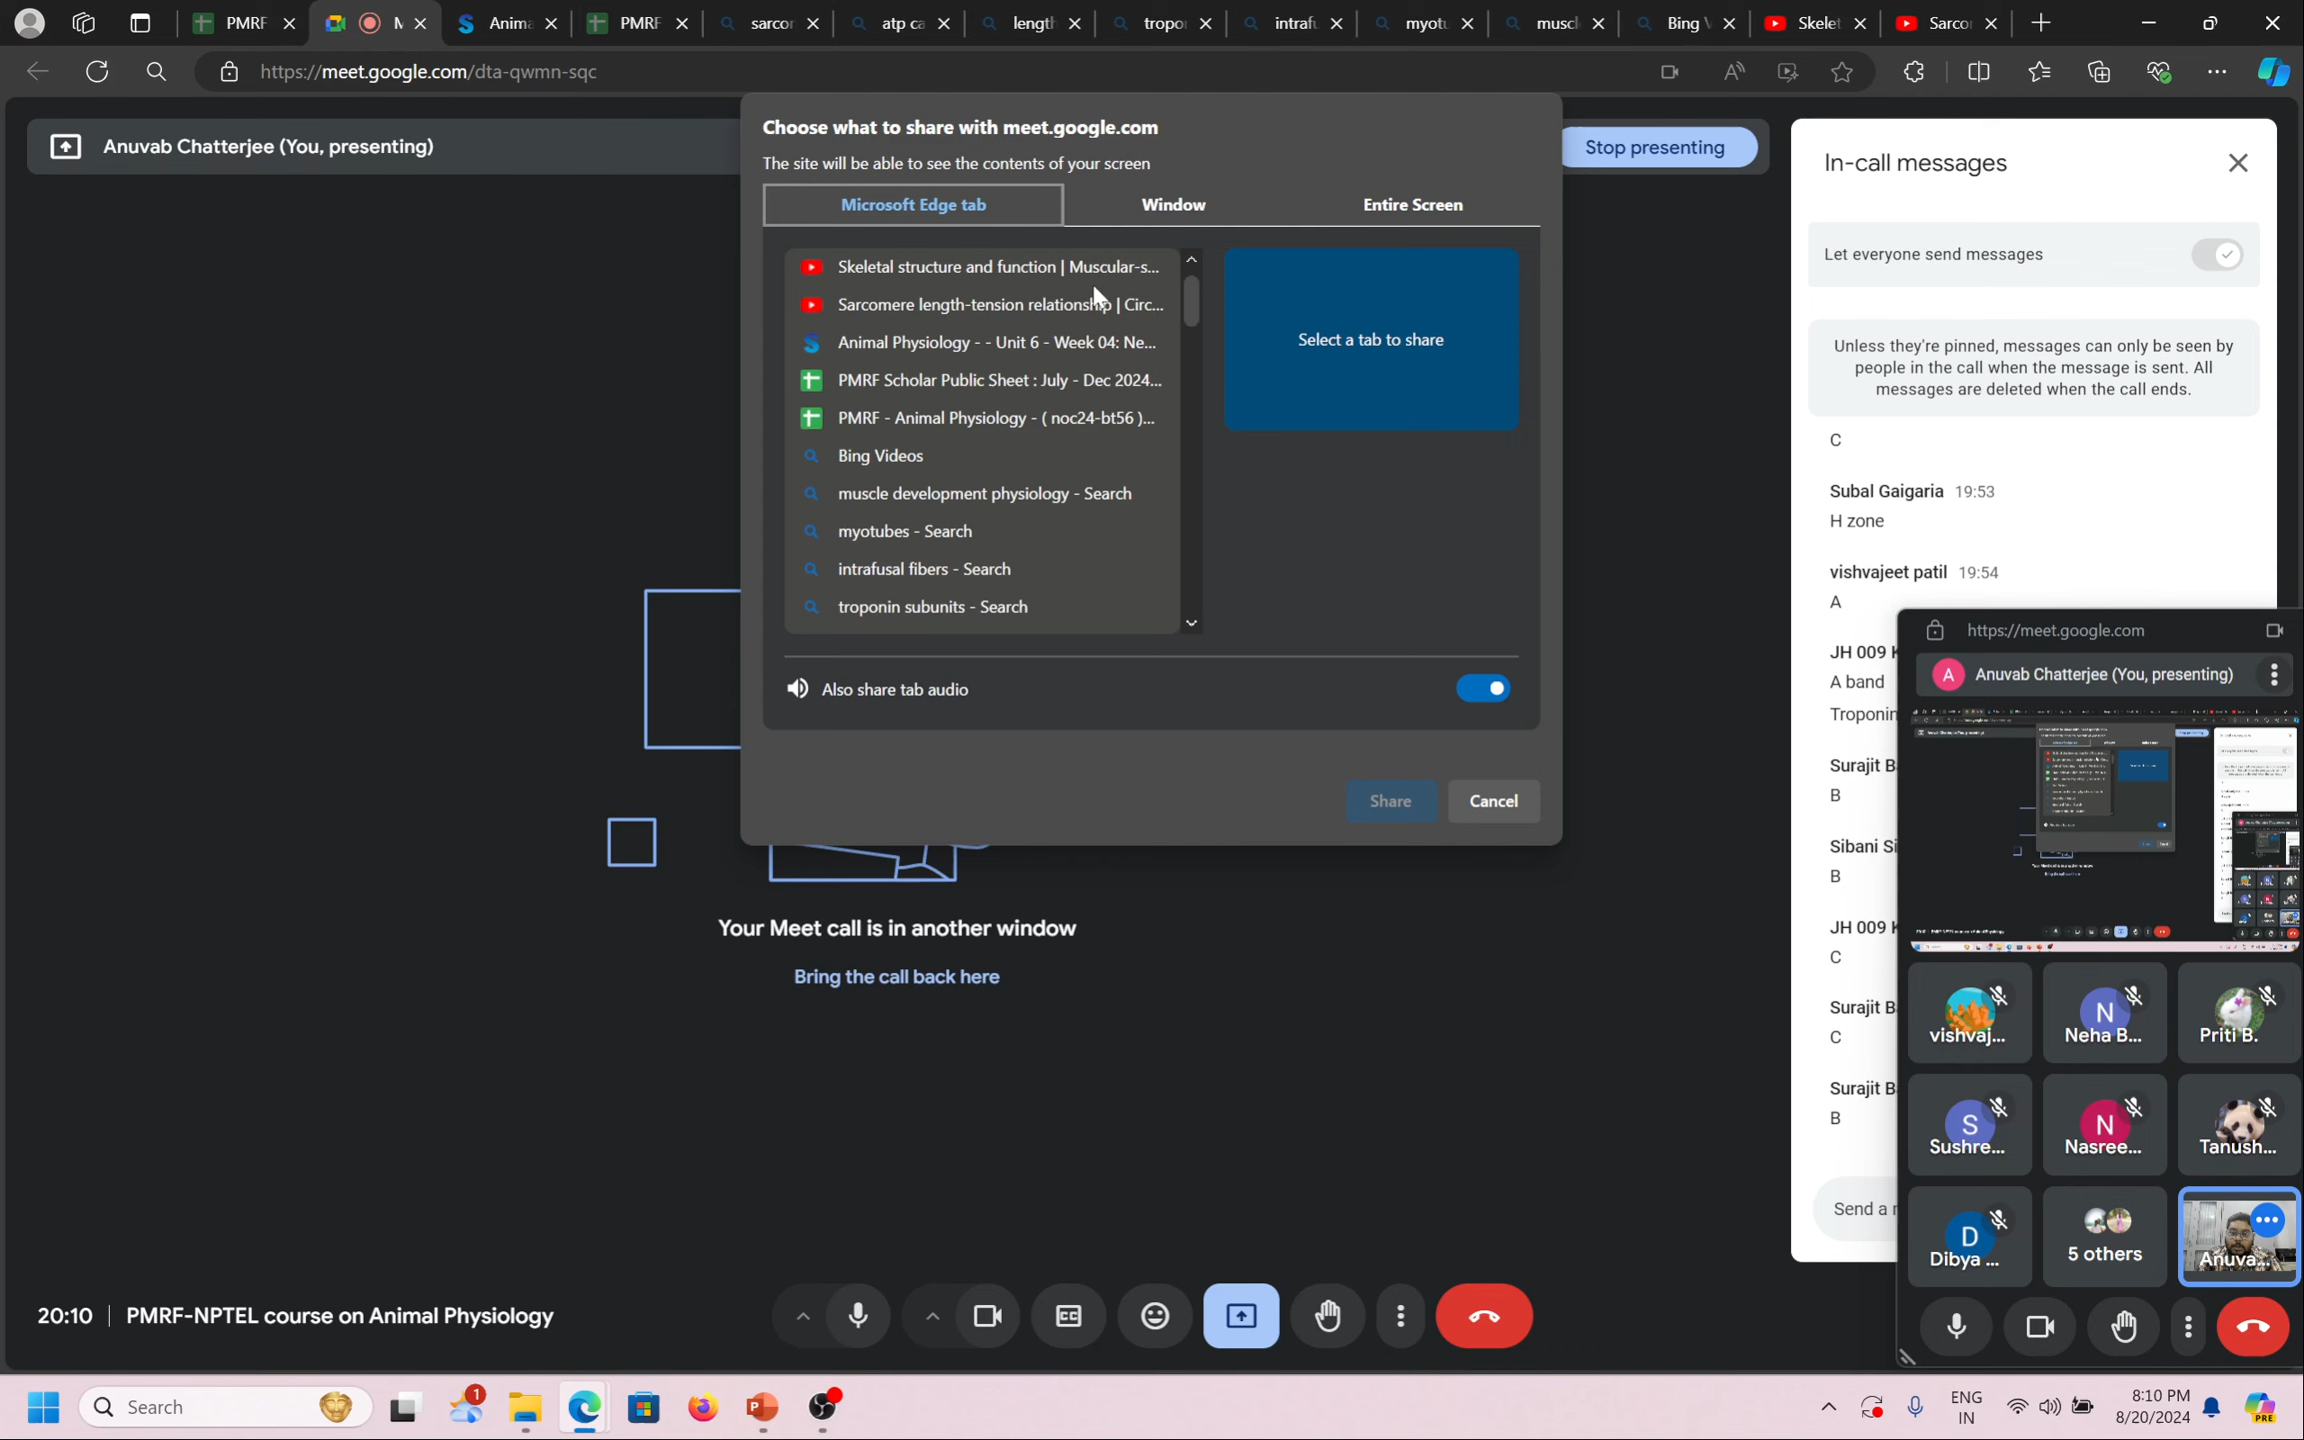 PMRF
M
Anima
PMRF
sarcor
atp ca
length
tropo
intrafu
myotu
muscl
Bing V
Skelet
Sarco
https://meet.google.com/dta-qwmn-sqc
Anuvab Chatterjee (You, presenting)
Stop presenting
Choose what to share with meet.google.com
The site will be able to see the contents of your screen
Microsoft Edge tab
Window
Entire Screen
Skeletal structure and function | Muscular-s...
Sarcomere length-tension relationship | Circ...
Animal Physiology - - Unit 6 - Week 04: Ne...
PMRF Scholar Public Sheet : July - Dec 2024...
PMRF - Animal Physiology - ( noc24-bt56 )...
Bing Videos
muscle development physiology - Search
myotubes - Search
intrafusal fibers - Search
troponin subunits - Search
Select a tab to share
Also share tab audio
Share
Cancel
Your Meet call is in another window
Bring the call back here
In-call messages
Let everyone send messages
Unless they're pinned, messages can only be seen by
people in the call when the message is sent. All
messages are deleted when the call ends.
C
Subal Gaigaria 19:53
H zone
vishvajeet patil 19:54
A
JH 009 K
A band
Troponin
Surajit Ba
B
Sibani Si
B
JH 009 K
C
Surajit Ba
C
Surajit Ba
B
Send a m
https://meet.google.com
A Anuvab Chatterjee (You, presenting)
vishvaj...
N
Neha B...
Priti B.
S
Sushre...
N
Nasree...
Tanush...
D
Dibya ...
5 others
Anuva...
20:10 | PMRF-NPTEL course on Animal Physiology
CC
Search
1
ENG
IN
8:10 PM
8/20/2024
PRE